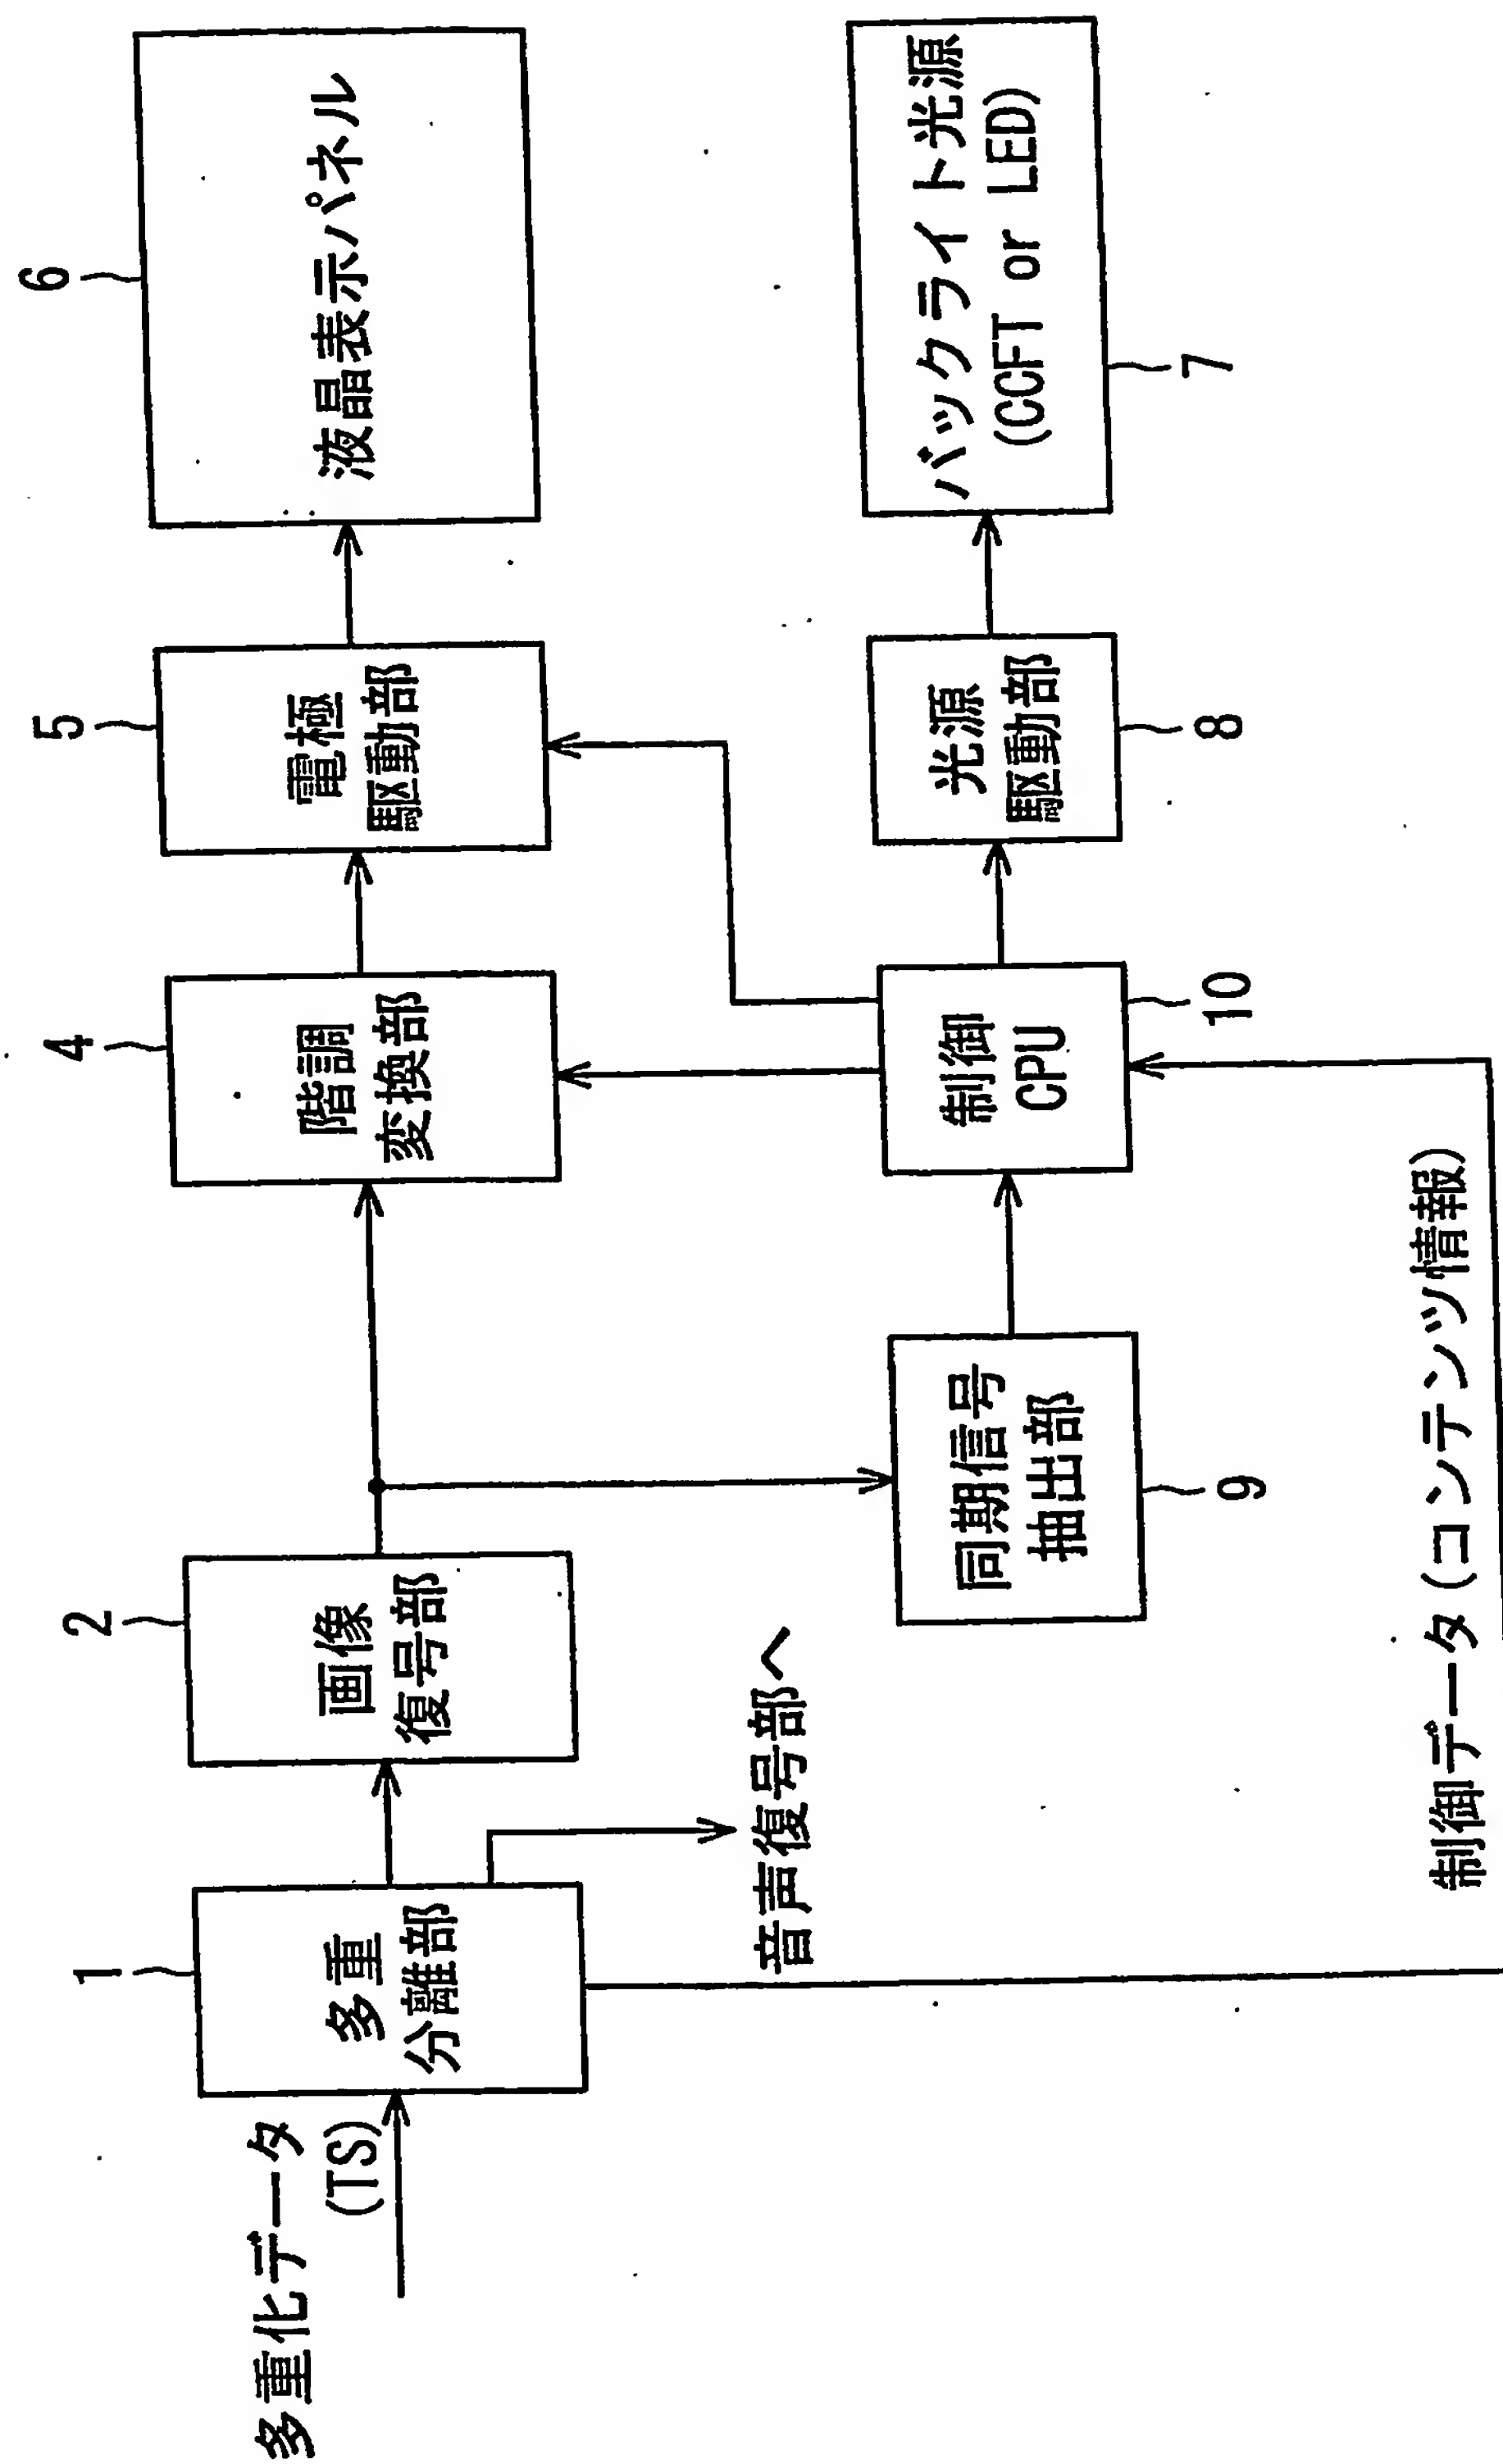 多重化データ
(TS)
1
多重
分離部
音声復号部へ
2
画像
復号部
4
階調
変換部
5
電極
駆動部
6
液晶表示パネル
制御データ(コンテンツ情報)
9
同期信号
抽出部
10
制御
CPU
8
光源
駆動部
7
バックライト光源
(CCFT or LED)